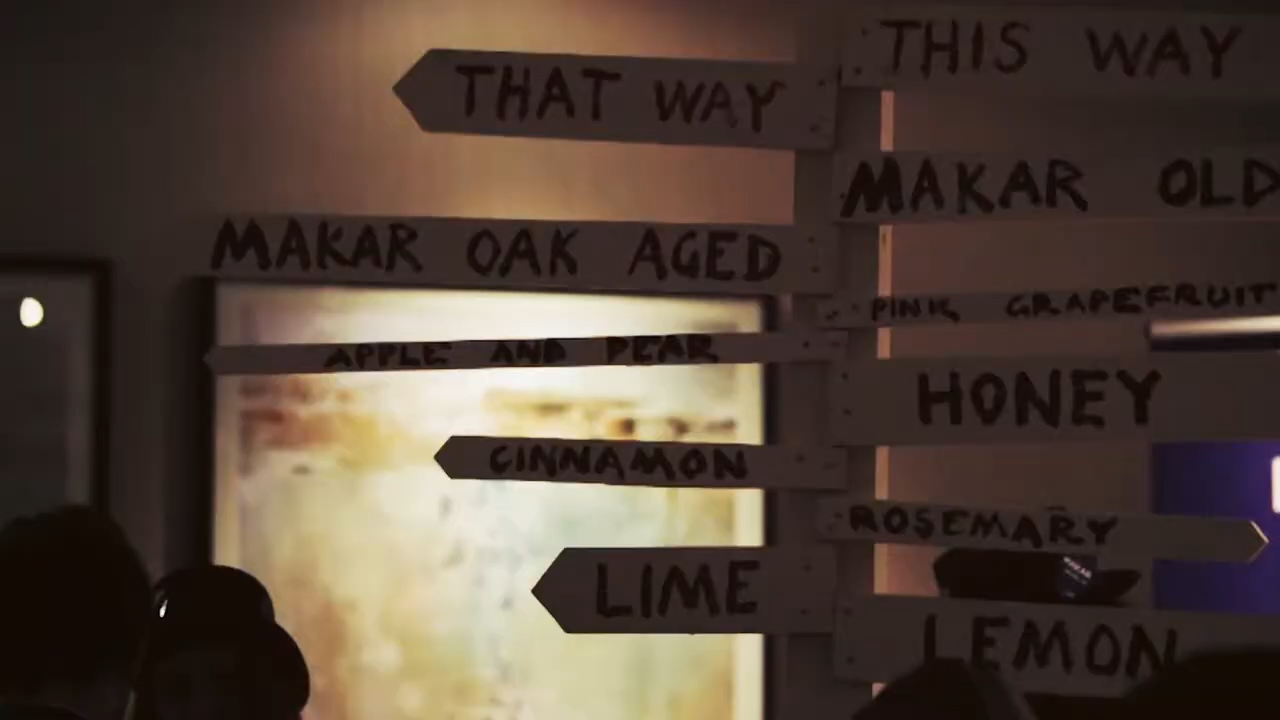 THAT WAY
MAKAR OAK AGED
APPLE AND PEAR
CINNAMON
LIME
THIS WAY
MAKAR OLD
PINK GRAPEFRUIT
HONEY
ROSEMARY
MAKAR
LEMON